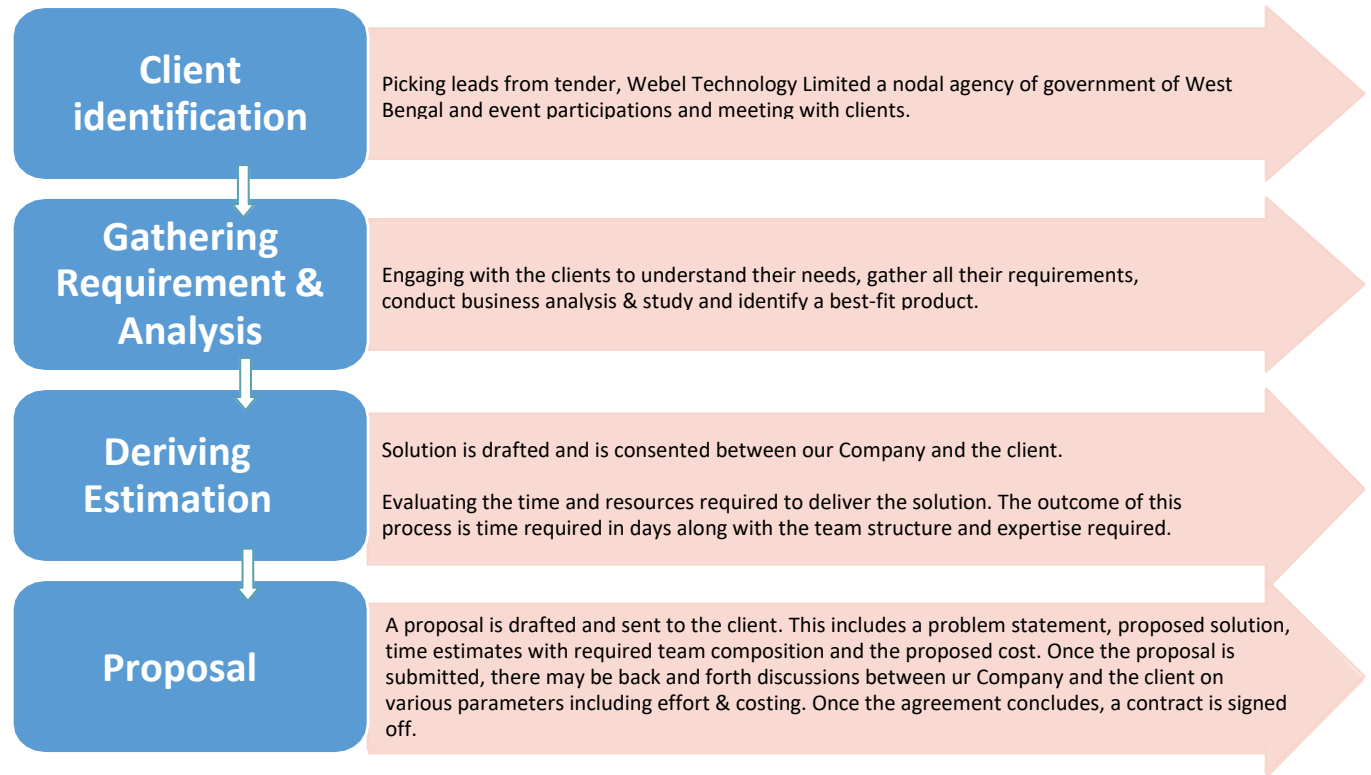 Client
identification
Picking leads from tender, Webel Technology Limited a nodal agency of government of West
Bengal and event participations and meeting with clients.
Gathering
Requirement &
Analysis
Engaging with the clients to understand their needs, gather all their requirements,
conduct business analysis & study and identify a best-fit product.
Deriving
Estimation
Solution is drafted and is consented between our Company and the client.
Evaluating the time and resources required to deliver the solution. The outcome of this
process is time required in days along with the team structure and expertise required.
Proposal
A proposal is drafted and sent to the client. This includes a problem statement, proposed solution,
time estimates with required team composition and the proposed cost. Once the proposal is
submitted, there may be back and forth discussions between ur Company and the client on
various parameters including effort & costing. Once the agreement concludes, a contract is signed
off.